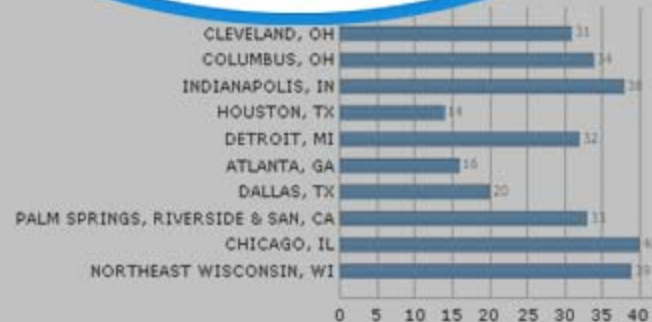 CLEVELAND, OH 31
COLUMBUS, OH 34
INDIANAPOLIS, IN 38
HOUSTON, TX 14
DETROIT, MI 32
ATLANTA, GA 16
DALLAS, TX 20
PALM SPRINGS, RIVERSIDE & SAN, CA 33
CHICAGO, IL
NORTHEAST WISCONSIN, WI 39
0 5 10 15 20 25 30 35 40